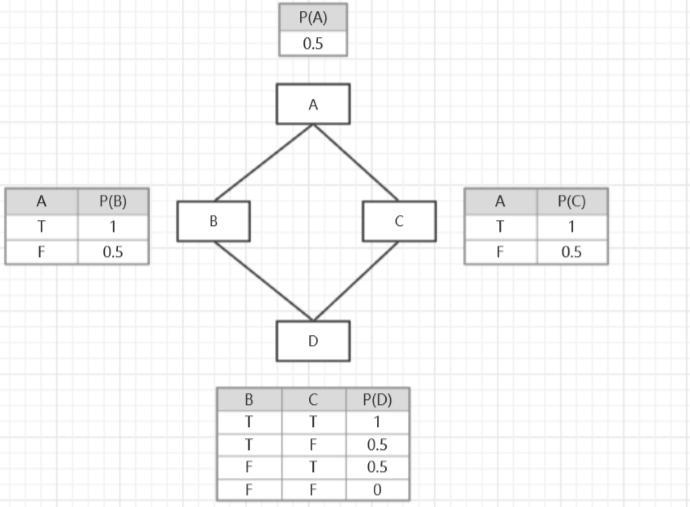 P(A)
0.5
A
A P(B)
T 1
F 0.5
B
C
A P(C)
T 1
F 0.5
D
B C P(D)
T T 1
T F 0.5
F T 0.5
F F 0